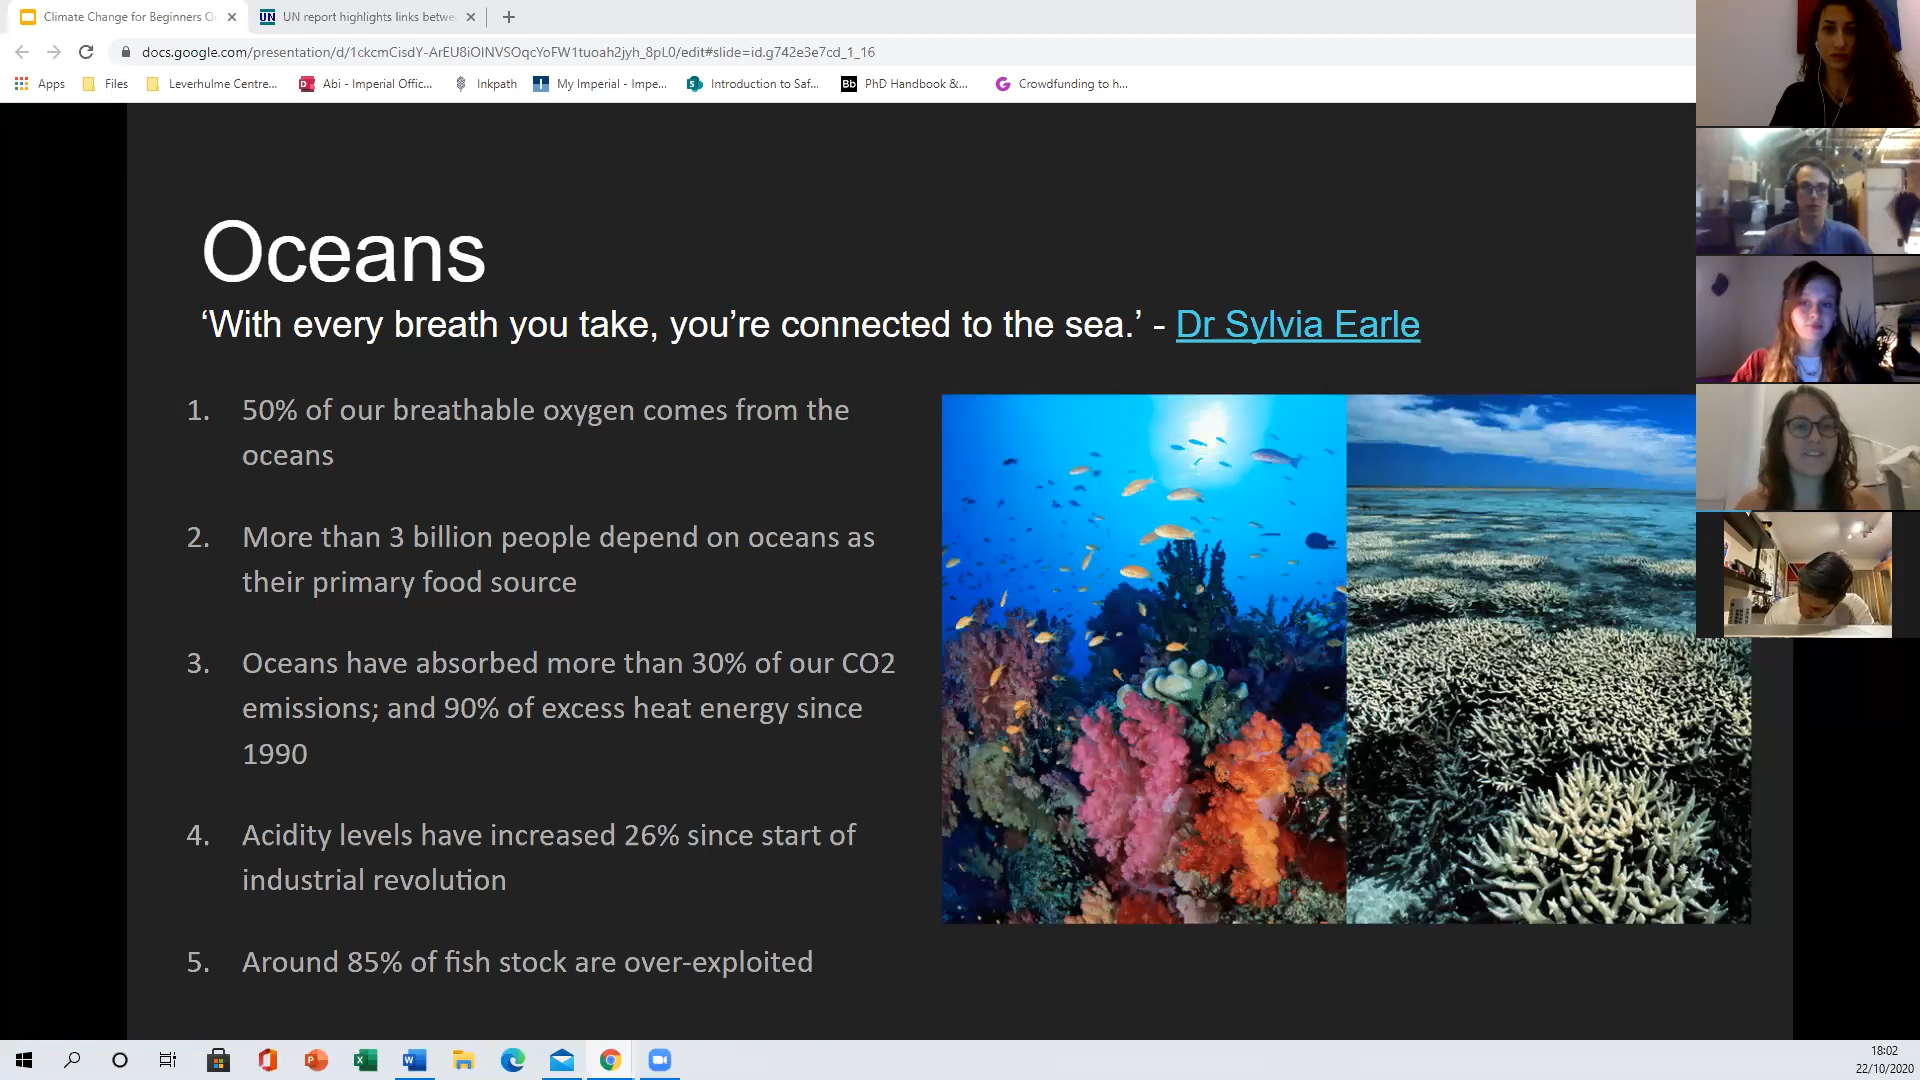 Climate Change for Beginners O
UN report highlights links betwe
docs.google.com/presentation/d/1ckcmCisdY-ArEU8iOlNVSOqcYoFW1tuoah2jyh_8pL0/edit#slide=id.g742e3e7cd_1_16
Apps Files Leverhulme Centre... Abi - Imperial Offic... Inkpath My Imperial - Impe... Introduction to Saf... Bb PhD Handbook &... Crowdfunding to h...
Oceans
‘With every breath you take, you’re connected to the sea.’ - Dr Sylvia Earle
1. 50% of our breathable oxygen comes from the
oceans
2. More than 3 billion people depend on oceans as
their primary food source
3. Oceans have absorbed more than 30% of our CO2
emissions; and 90% of excess heat energy since
1990
4. Acidity levels have increased 26% since start of
industrial revolution
5. Around 85% of fish stock are over-exploited
18:02
22/10/2020